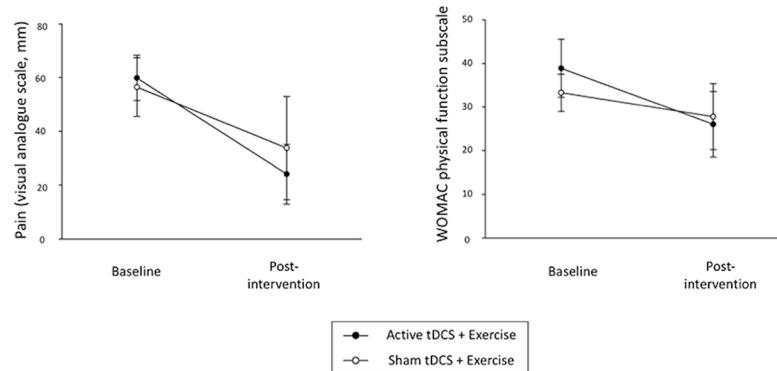 Pain (visual analogue scale, mm)
80
60
40
20
0
Baseline
Post-
intervention
WOMAC physical function subscale
50
40
30
20
10
0
Baseline
Post-
intervention
Active tDCS + Exercise
Sham tDCS + Exercise